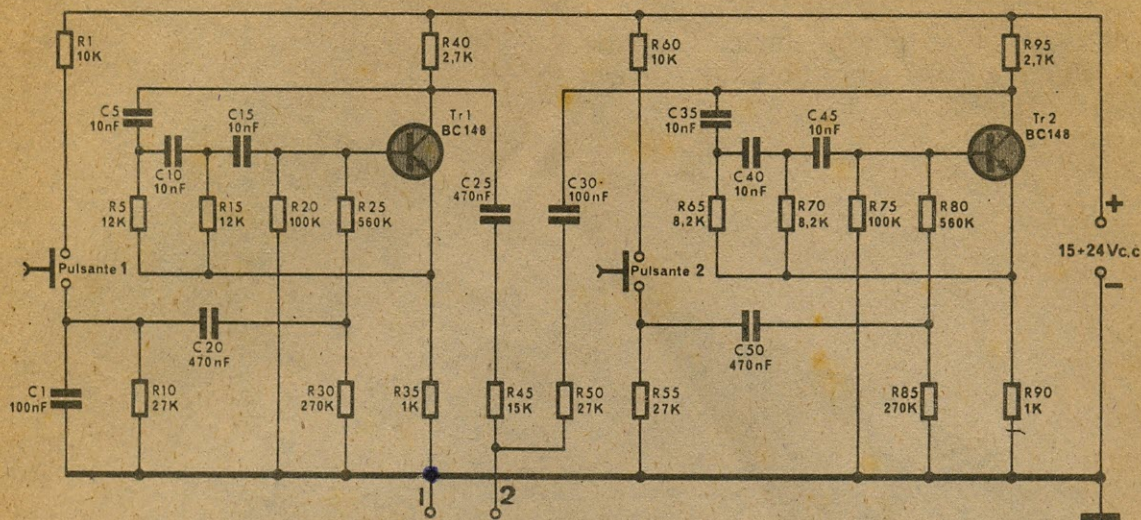 R1
10K
R40
2,7K
R60
10K
R95
2,7K
C5
10nF
C15
10nF
Tr1
BC148
C35
10nF
C45
10nF
Tr2
BC148
C10
10nF
C25
470nF
C30
100nF
C40
10nF
R5
12K
R15
12K
R20
100K
R25
560K
R65
8,2K
R70
8,2K
R75
100K
R80
560K
+
15+24Vc.c
-
Pulsante 1
Pulsante 2
C20
470nF
C50
470nF
C1
100nF
R10
27K
R30
270K
R35
1K
R45
15K
R50
27K
R55
27K
R85
270K
R90
1K
1
2